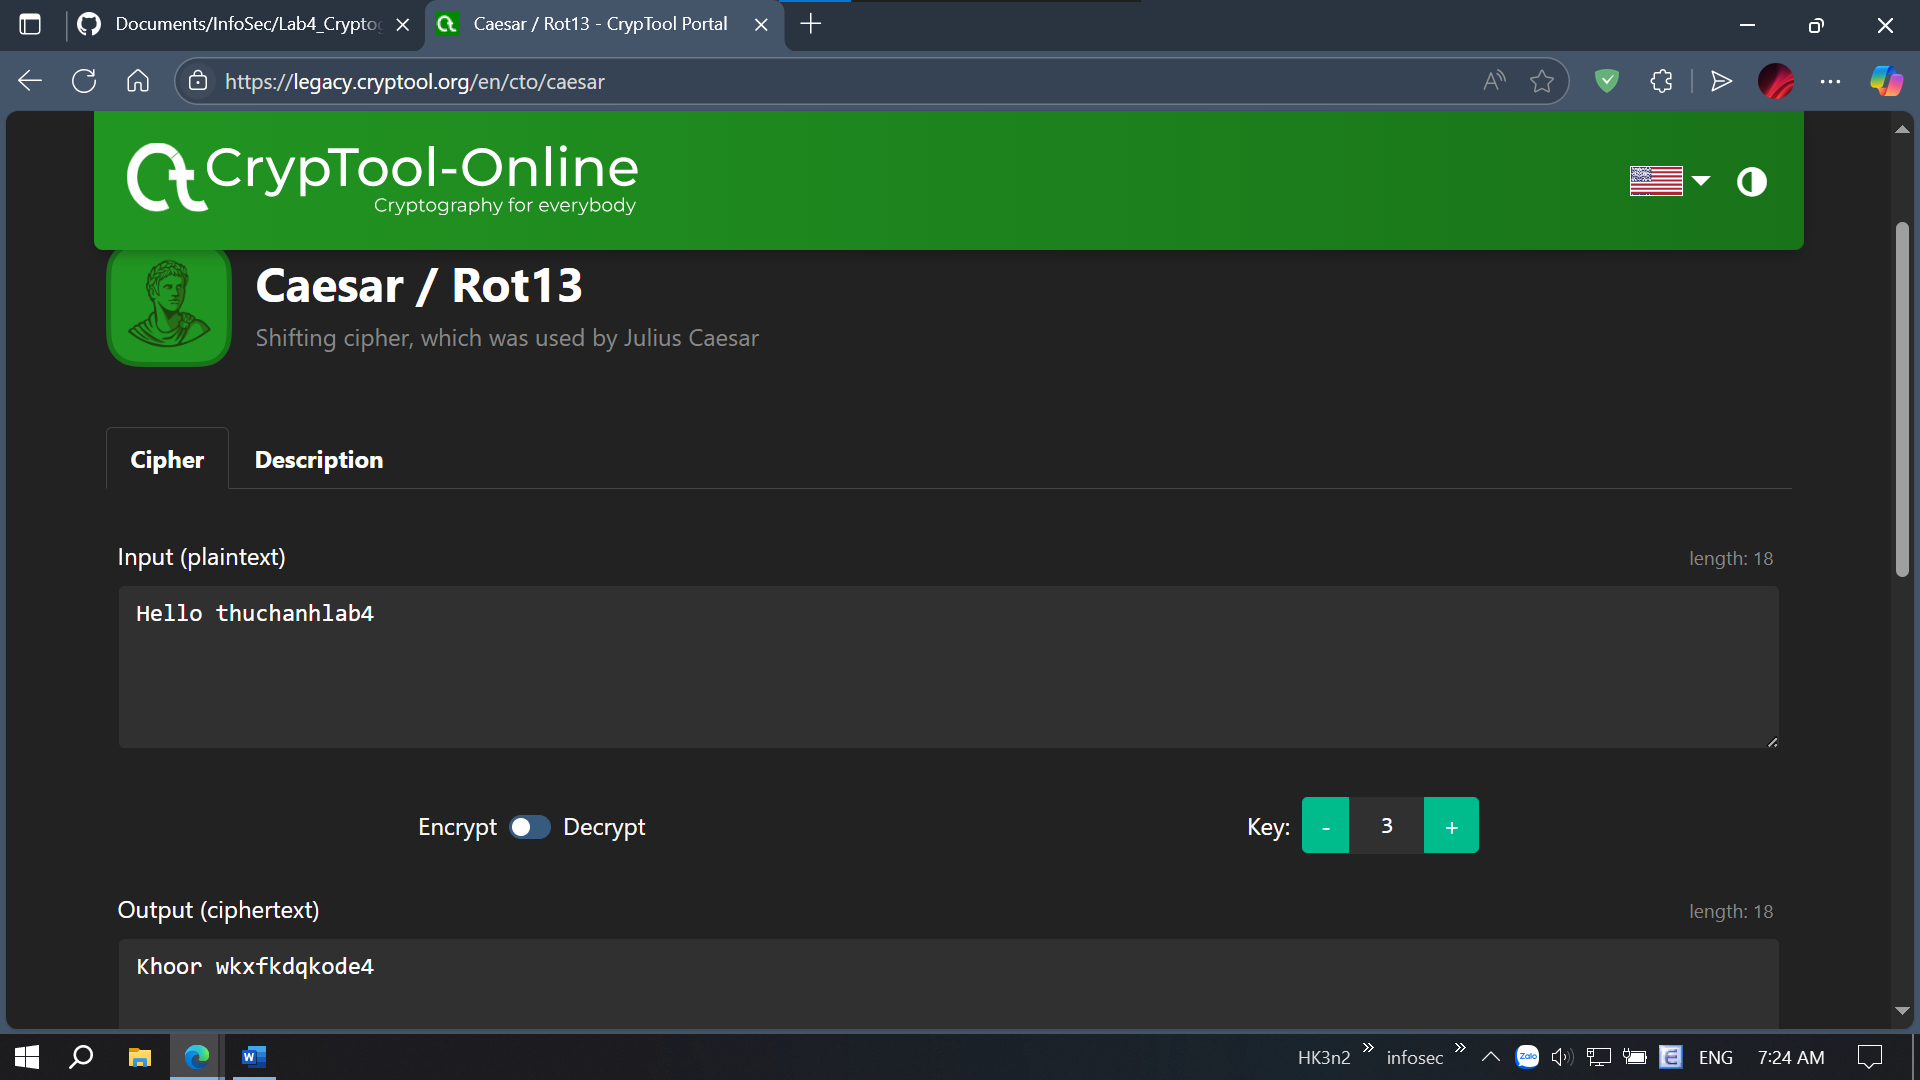 Documents/InfoSec/Lab4_Crypto
Caesar / Rot13 - CrypTool Portal
https://legacy.cryptool.org/en/cto/caesar
CrypTool-Online
Cryptography for everybody
Caesar / Rot13
Shifting cipher, which was used by Julius Caesar
Cipher Description
Input (plaintext) length: 18
Hello thuchanhlab4
Encrypt Decrypt Key: - 3 +
Output (ciphertext) length: 18
Khoor wkxfkdqkode4
HK3n2 » infosec » Zalo ENG 7:24 AM